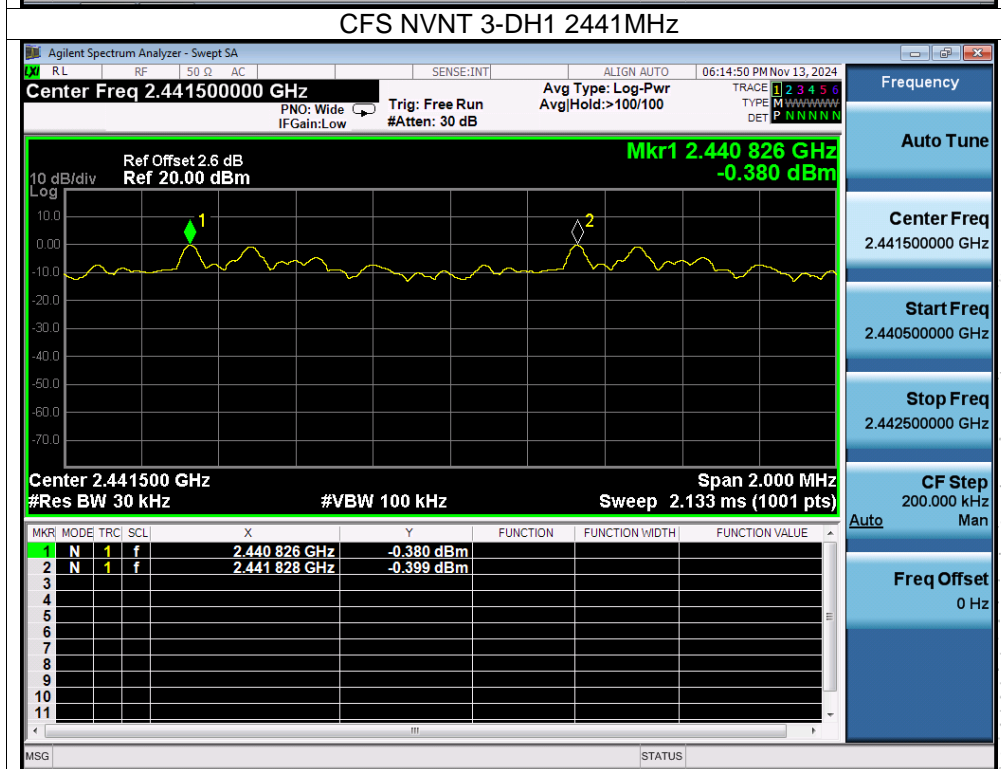 CFS NVNT 3-DH1 2441MHz
Agilent Spectrum Analyzer - Swept SA
LXI RL RF 50 Ω AC SENSE:INT ALIGN AUTO 06:14:50 PM Nov 13, 2024
Center Freq 2.441500000 GHz
PNO: Wide
IFGain:Low
Trig: Free Run
#Atten: 30 dB
Avg Type: Log-Pwr
Avg|Hold:>100/100
TRACE 1 2 3 4 5 6
TYPE M WWWWW
DET P N N N N N
Mkr1 2.440 826 GHz
-0.380 dBm
Ref Offset 2.6 dB
10 dB/div Ref 20.00 dBm
Log
10.0
0.00
-10.0
-20.0
-30.0
-40.0
-50.0
-60.0
-70.0
1
2
Center 2.441500 GHz Span 2.000 MHz
#Res BW 30 kHz #VBW 100 kHz Sweep 2.133 ms (1001 pts)
MKR MODE TRC SCL X Y FUNCTION FUNCTION WIDTH FUNCTION VALUE
1 N 1 f 2.440 826 GHz -0.380 dBm
2 N 1 f 2.441 828 GHz -0.399 dBm
3
4
5
6
7
8
9
10
11
MSG STATUS
Frequency
Auto Tune
Center Freq
2.441500000 GHz
Start Freq
2.440500000 GHz
Stop Freq
2.442500000 GHz
CF Step
200.000 kHz
Auto Man
Freq Offset
0 Hz